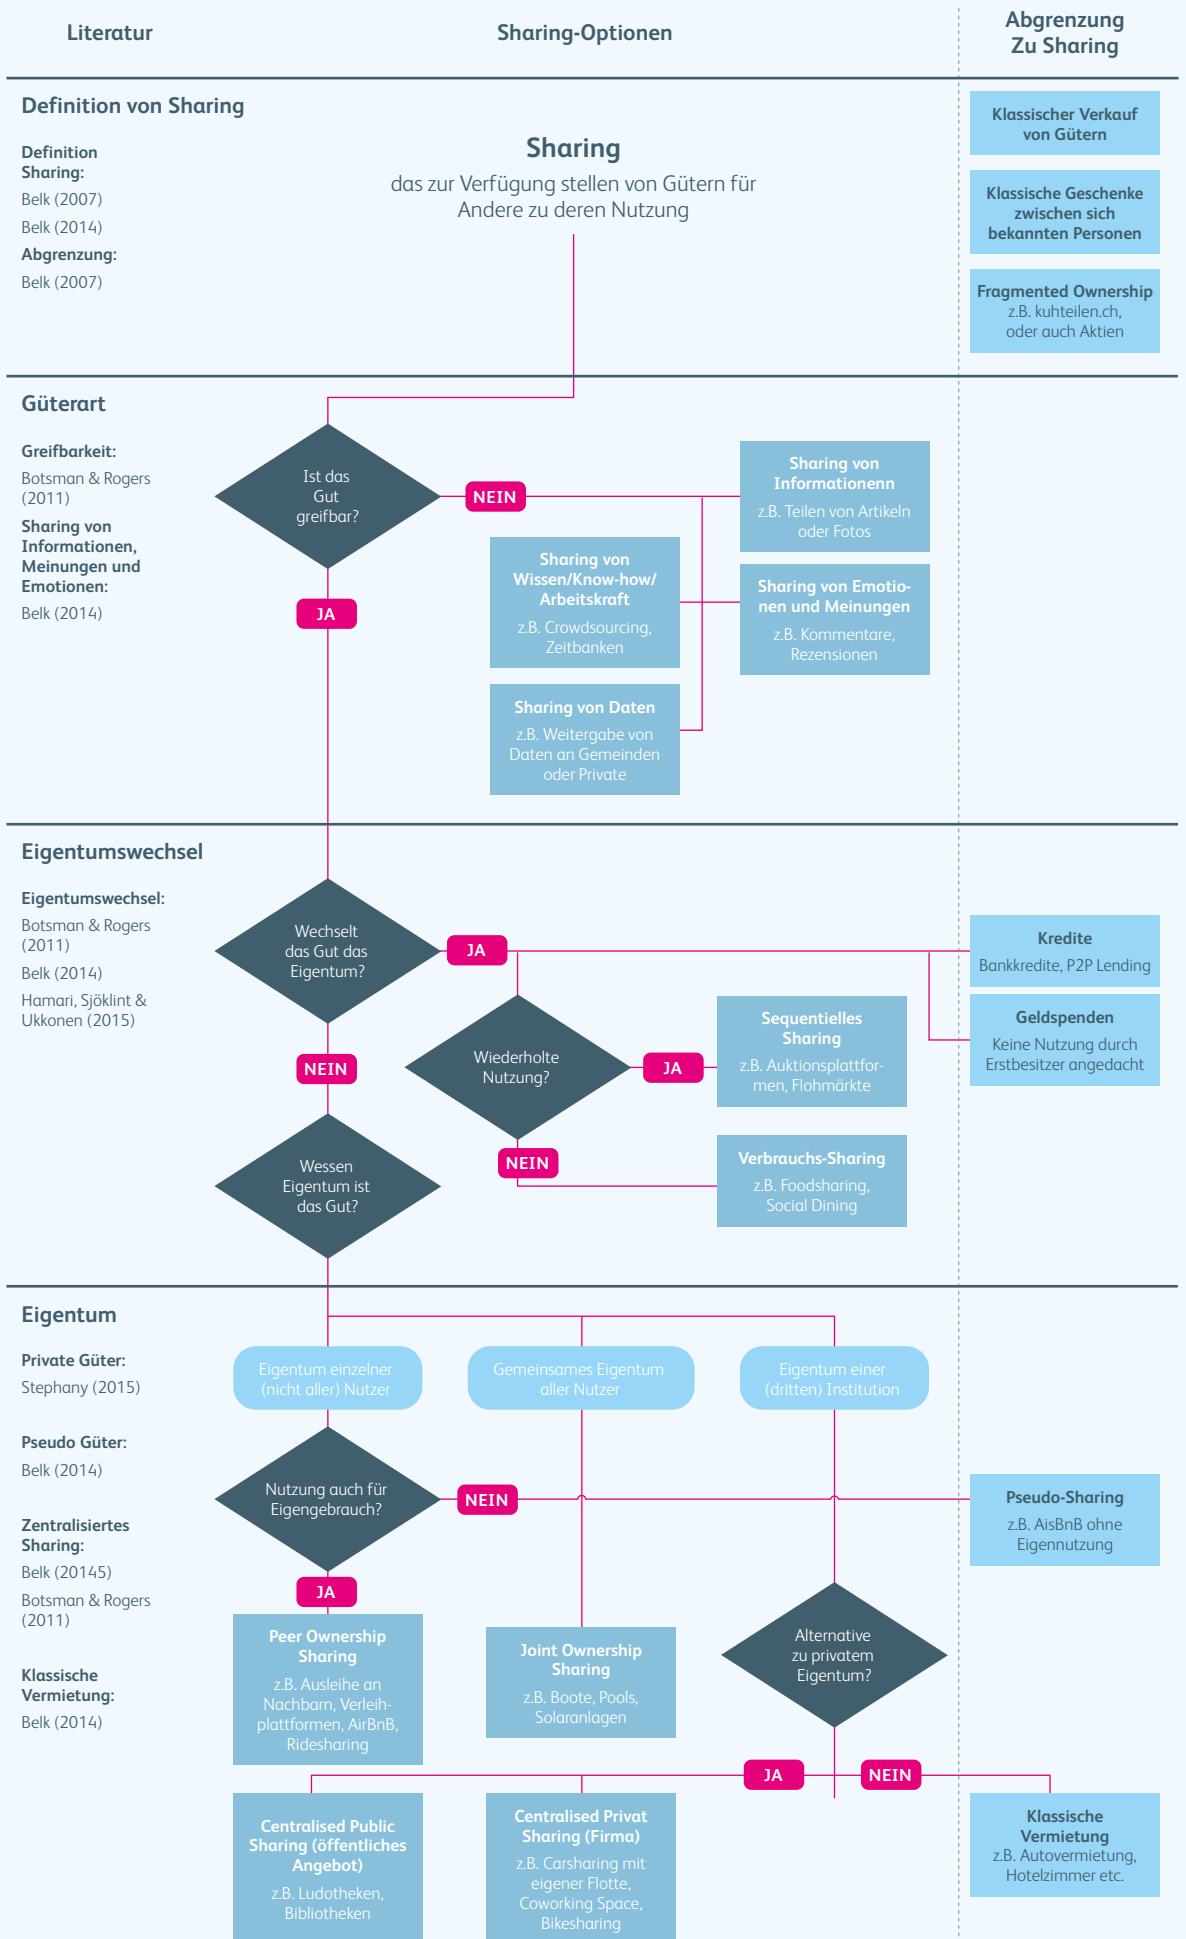 Literatur
Sharing-Optionen
Abgrenzung
Zu Sharing
Definition von Sharing
Definition
Sharing:
Belk (2007)
Belk (2014)
Abgrenzung:
Belk (2007)
Sharing
das zur Verfügung stellen von Gütern für
Andere zu deren Nutzung
Klassischer Verkauf
von Gütern
Klassische Geschenke
zwischen sich
bekannten Personen
Fragmented Ownership
z.B. kuhteilen.ch,
oder auch Aktien
Güterart
Greifbarkeit:
Botsman & Rogers
(2011)
Sharing von
Informationen,
Meinungen und
Emotionen:
Belk (2014)
Ist das
Gut
greifbar?
NEIN
JA
Sharing von
Informationenn
z.B. Teilen von Artikeln
oder Fotos
Sharing von
Wissen/Know-how/
Arbeitskraft
z.B. Crowdsourcing,
Zeitbanken
Sharing von Emotio-
nen und Meinungen
z.B. Kommentare,
Rezensionen
Sharing von Daten
z.B. Weitergabe von
Daten an Gemeinden
oder Private
Eigentumswechsel
Eigentumswechsel:
Botsman & Rogers
(2011)
Belk (2014)
Hamari, Sjöklint &
Ukkonen (2015)
Wechselt
das Gut das
Eigentum?
JA
NEIN
Wiederholte
Nutzung?
JA
NEIN
Sequentielles
Sharing
z.B. Auktionsplattfor-
men, Flohmärkte
Verbrauchs-Sharing
z.B. Foodsharing,
Social Dining
Kredite
Bankkredite, P2P Lending
Geldspenden
Keine Nutzung durch
Erstbesitzer angedacht
Wessen
Eigentum ist
das Gut?
Eigentum
Private Güter:
Stephany (2015)
Pseudo Güter:
Belk (2014)
Zentralisiertes
Sharing:
Belk (20145)
Botsman & Rogers
(2011)
Klassische
Vermietung:
Belk (2014)
Eigentum einzelner
(nicht aller) Nutzer
Gemeinsames Eigentum
aller Nutzer
Eigentum einer
(dritten) Institution
Nutzung auch für
Eigengebrauch?
NEIN
JA
Pseudo-Sharing
z.B. AisBnB ohne
Eigennutzung
Peer Ownership
Sharing
z.B. Ausleihe an
Nachbarn, Verleih-
plattformen, AirBnB,
Ridesharing
Joint Ownership
Sharing
z.B. Boote, Pools,
Solaranlagen
Alternative
zu privatem
Eigentum?
JA
NEIN
Centralised Public
Sharing (öffentliches
Angebot)
z.B. Ludotheken,
Bibliotheken
Centralised Privat
Sharing (Firma)
z.B. Carsharing mit
eigener Flotte,
Coworking Space,
Bikesharing
Klassische
Vermietung
z.B. Autovermietung,
Hotelzimmer etc.